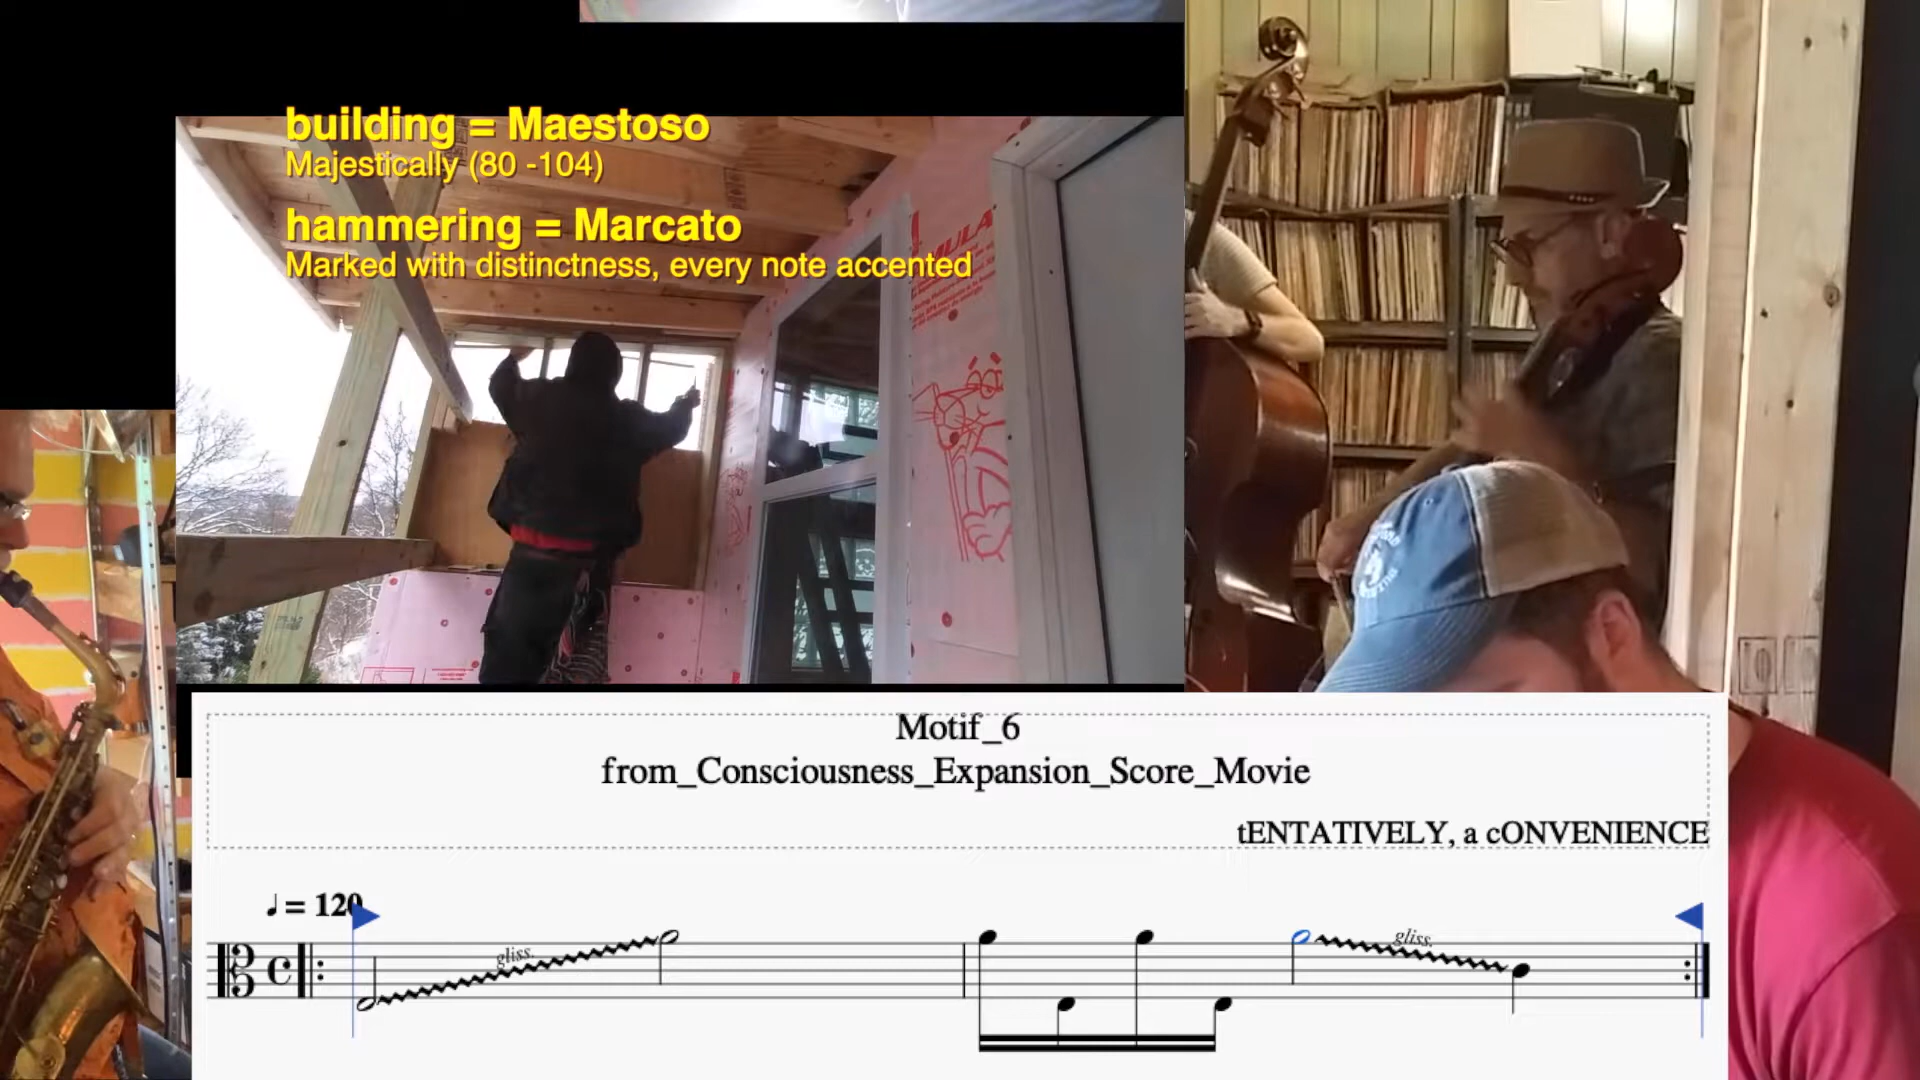 building = Maestoso
Majestically (80 -104)
hammering = Marcato
Marked with distinctness, every note accented
MULA
Motif_6
from_Consciousness_Expansion_Score_Movie
tENTATIVELY, a cONVENIENCE
♩ = 120
gliss.
gliss.